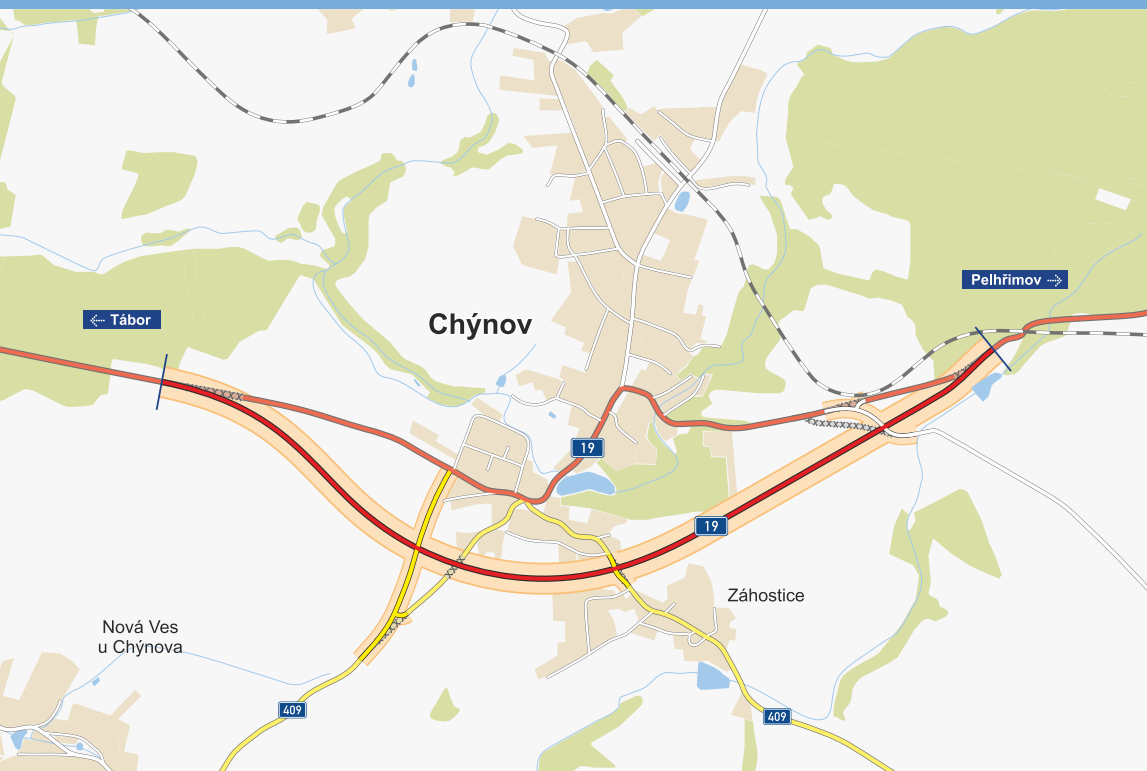 Pelhřimov
Tábor
Chýnov
19
19
Záhostice
Nová Ves
u Chýnova
409
409